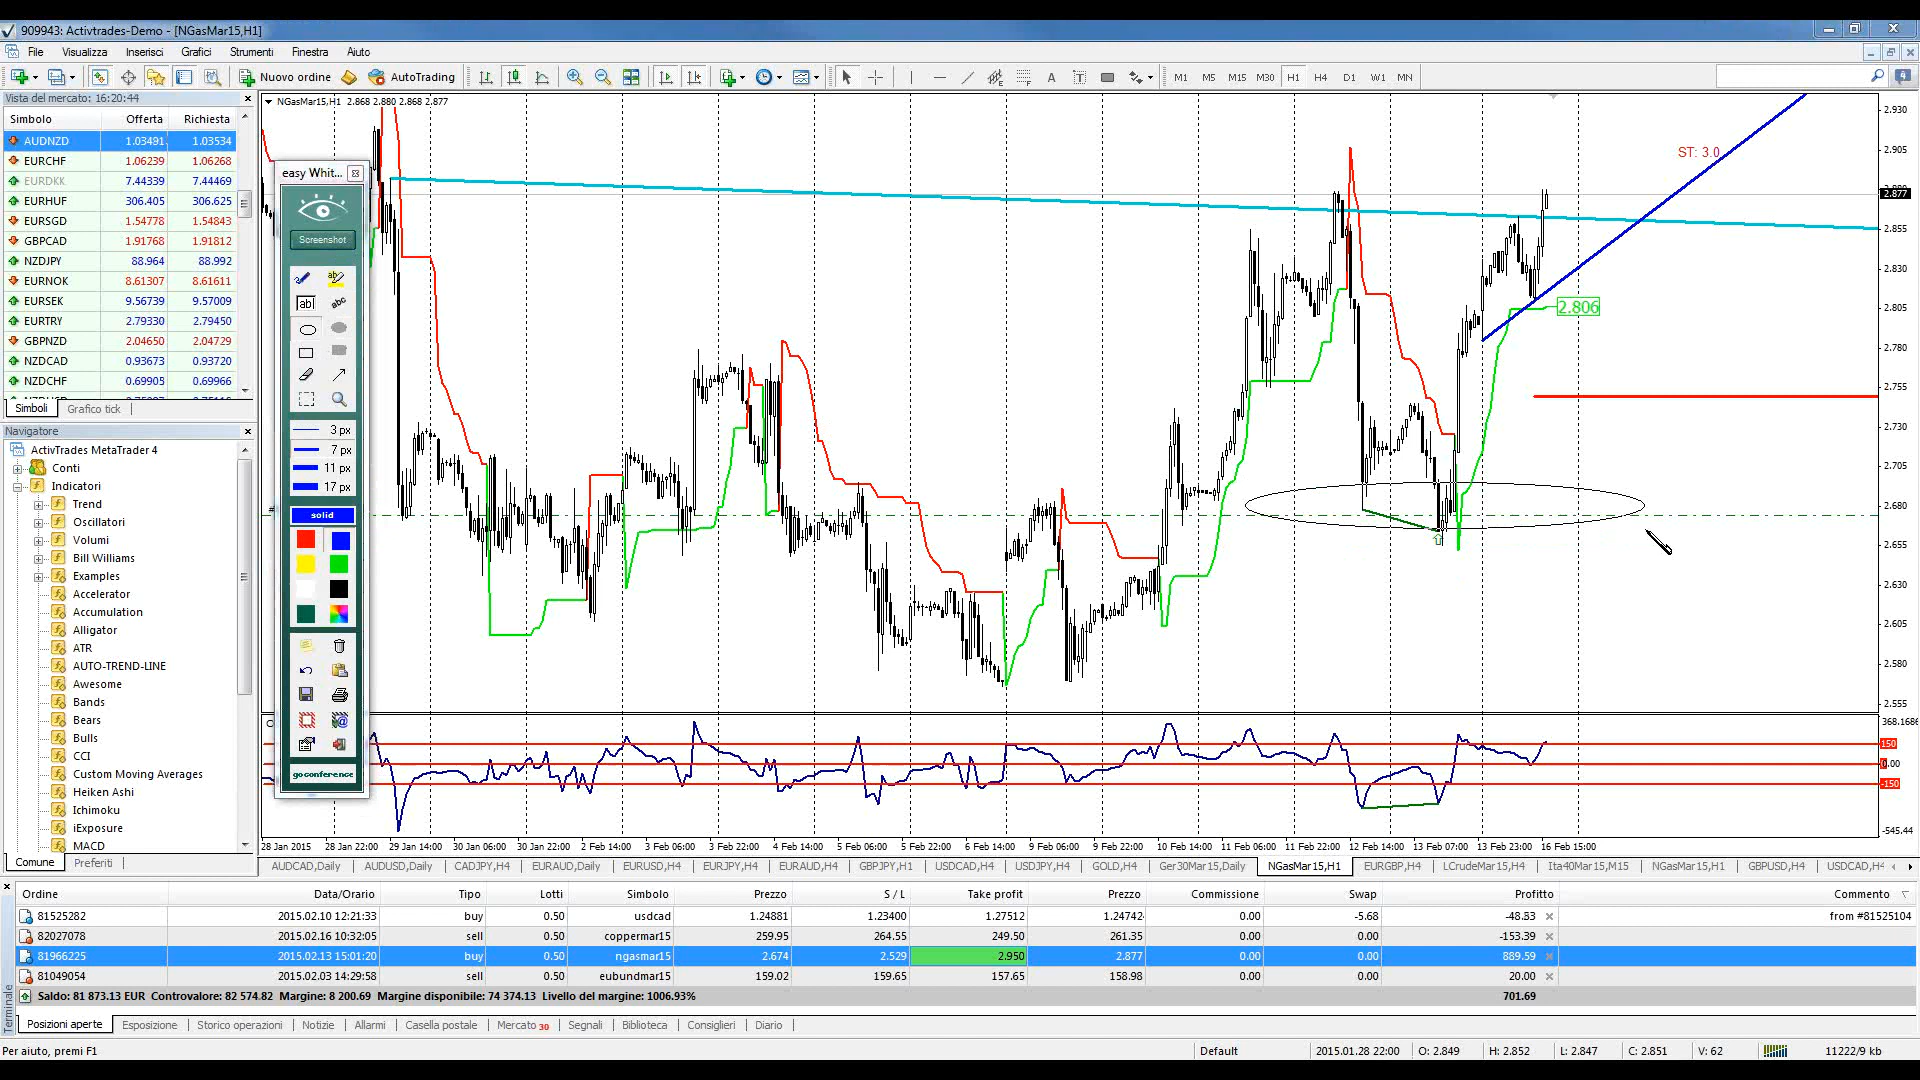 909943: Activtrades-Demo - [NGasMar15,H1]
File Visualizza Inserisci Grafici Strumenti Finestra Aiuto
Nuovo ordine AutoTrading A T M1 M5 M15 M30 H1 H4 D1 W1 MN
Vista del mercato: 16:20:44
Simbolo Offerta Richiesta
AUDNZD 1.03491 1.03534
EURCHF 1.06239 1.06268
EURDKK 7.44339 7.44469
EURHUF 306.405 306.625
EURSGD 1.54778 1.54843
GBPCAD 1.91768 1.91812
NZDJPY 88.964 88.992
EURNOK 8.61307 8.61611
EURSEK 9.56739 9.57009
EURTRY 2.79330 2.79450
GBPNZD 2.04650 2.04729
NZDCAD 0.93673 0.93720
NZDCHF 0.69905 0.69966
Simboli Grafico tick
Navigatore
ActivTrades MetaTrader 4
Conti
Indicatori
Trend
Oscillatori
Volumi
Bill Williams
Examples
Accelerator
Accumulation
Alligator
ATR
AUTO-TREND-LINE
Awesome
Bands
Bears
Bulls
CCI
Custom Moving Averages
Heiken Ashi
Ichimoku
iExposure
MACD
Comune Preferiti
easy Whit...
Screenshot
ab
abc
3 px
7 px
11 px
17 px
solid
goconference
NGasMar15,H1 2.868 2.880 2.868 2.877
ST: 3.0
2.806
2.930
2.905
2.877
2.855
2.830
2.805
2.780
2.755
2.730
2.705
2.680
2.655
2.630
2.605
2.580
2.555
368.1686
150
0.00
-150
-545.44
28 Jan 2015 28 Jan 22:00 29 Jan 14:00 30 Jan 06:00 30 Jan 22:00 2 Feb 14:00 3 Feb 06:00 3 Feb 22:00 4 Feb 14:00 5 Feb 06:00 5 Feb 22:00 6 Feb 14:00 9 Feb 06:00 9 Feb 22:00 10 Feb 14:00 11 Feb 06:00 11 Feb 22:00 12 Feb 14:00 13 Feb 07:00 13 Feb 23:00 16 Feb 15:00
AUDCAD,Daily AUDUSD,Daily CADJPY,H4 EURAUD,Daily EURUSD,H4 EURJPY,H4 EURAUD,H4 GBPJPY,H1 USDCAD,H4 USDJPY,H4 GOLD,H4 Ger30Mar15,Daily NGasMar15,H1 EURGBP,H4 LCrudeMar15,H4 Ita40Mar15,M15 NGasMar15,H1 GBPUSD,H4 USDCAD,H4
Ordine Data/Orario Tipo Lotti Simbolo Prezzo S / L Take profit Prezzo Commissione Swap Profitto Commento
81525282 2015.02.10 12:21:33 buy 0.50 usdcad 1.24881 1.23400 1.27512 1.24742 0.00 -5.68 -48.83 from #81525104
82027078 2015.02.16 10:32:05 sell 0.50 coppermar15 259.95 264.55 249.50 261.35 0.00 0.00 -153.39
81966225 2015.02.13 15:01:20 buy 0.50 ngasmar15 2.674 2.529 2.950 2.877 0.00 0.00 889.59
81049054 2015.02.03 14:29:58 sell 0.50 eubundmar15 159.02 159.65 157.65 158.98 0.00 0.00 20.00
Saldo: 81 873.13 EUR Controvalore: 82 574.82 Margine: 8 200.69 Margine disponibile: 74 374.13 Livello del margine: 1006.93% 701.69
Terminale
Posizioni aperte Esposizione Storico operazioni Notizie Allarmi Casella postale Mercato 30 Segnali Biblioteca Consiglieri Diario
Per aiuto, premi F1 Default 2015.01.28 22:00 O: 2.849 H: 2.852 L: 2.847 C: 2.851 V: 62 11222/9 kb